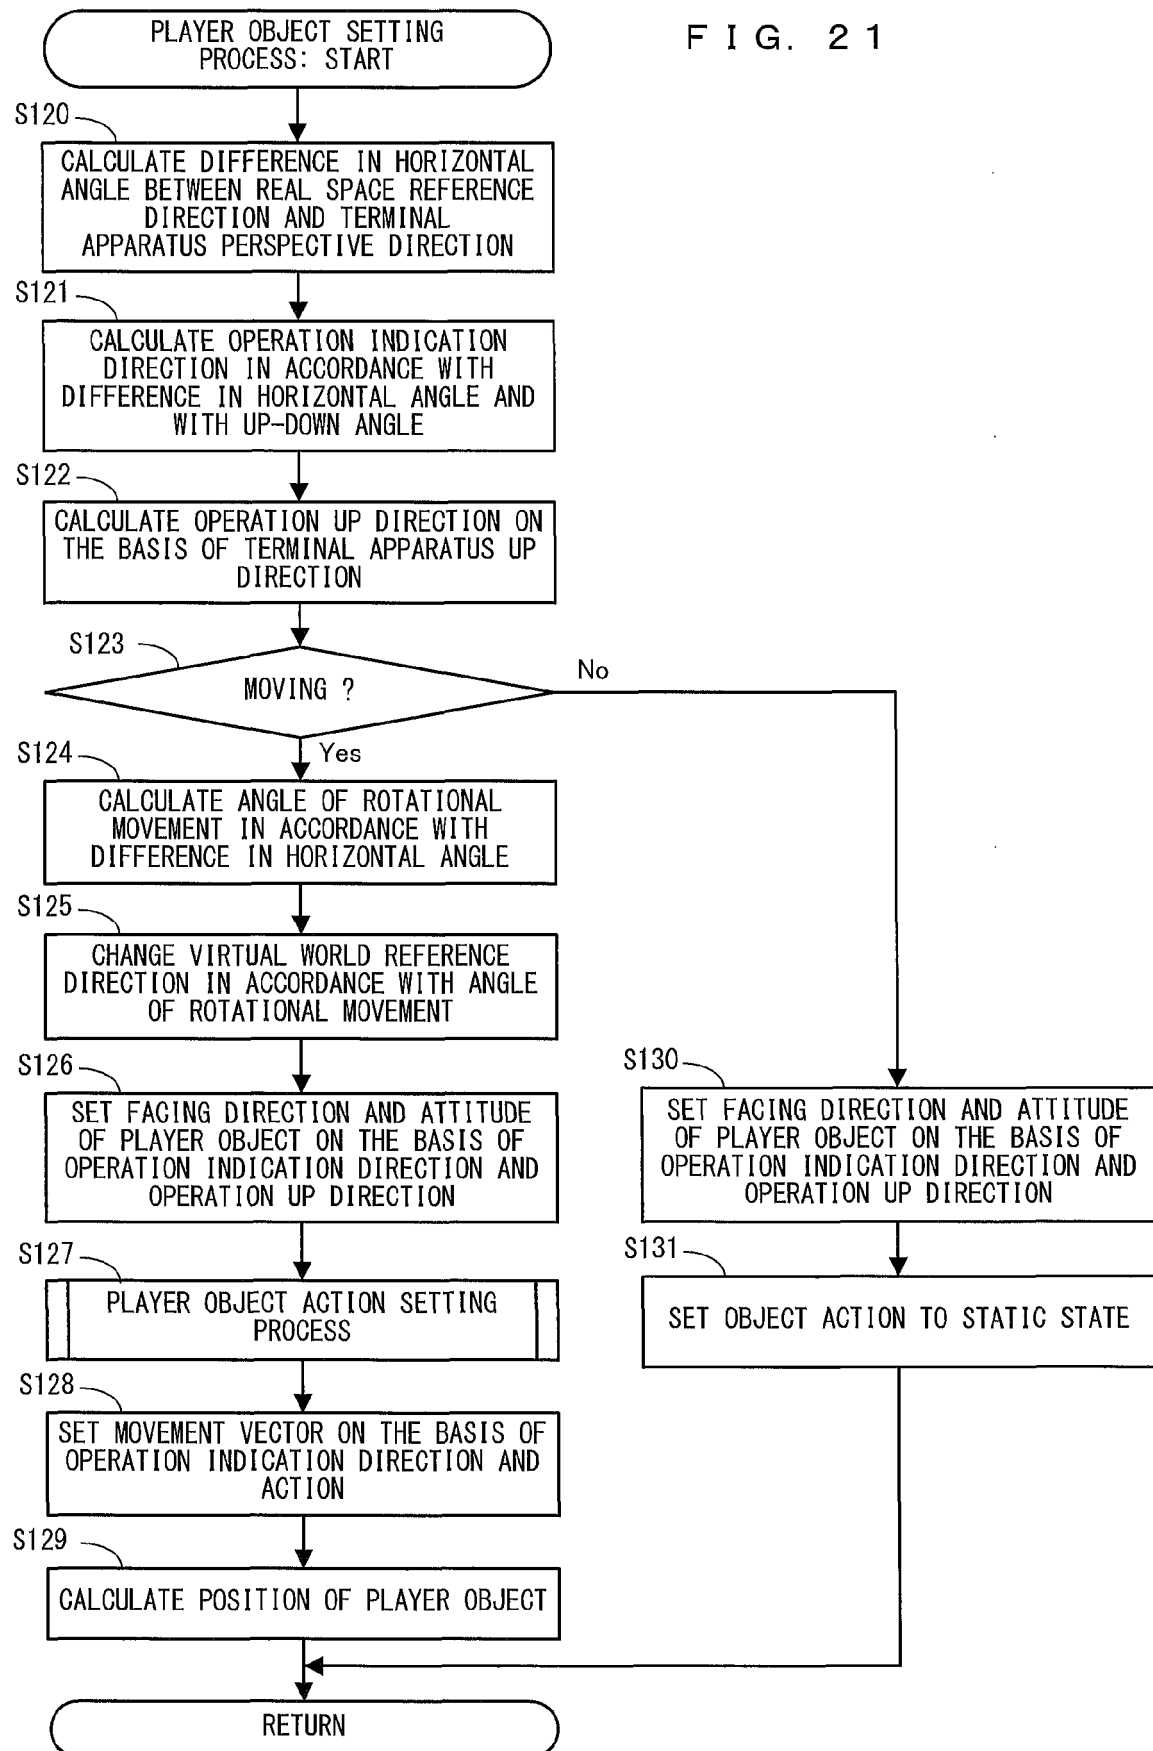 PLAYER OBJECT SETTING
PROCESS: START
FIG. 21
S120
CALCULATE DIFFERENCE IN HORIZONTAL
ANGLE BETWEEN REAL SPACE REFERENCE
DIRECTION AND TERMINAL
APPARATUS PERSPECTIVE DIRECTION
S121
CALCULATE OPERATION INDICATION
DIRECTION IN ACCORDANCE WITH
DIFFERENCE IN HORIZONTAL ANGLE AND
WITH UP-DOWN ANGLE
S122
CALCULATE OPERATION UP DIRECTION ON
THE BASIS OF TERMINAL APPARATUS UP
DIRECTION
S123
MOVING ?
No
Yes
S124
CALCULATE ANGLE OF ROTATIONAL
MOVEMENT IN ACCORDANCE WITH
DIFFERENCE IN HORIZONTAL ANGLE
S125
CHANGE VIRTUAL WORLD REFERENCE
DIRECTION IN ACCORDANCE WITH ANGLE
OF ROTATIONAL MOVEMENT
S126
SET FACING DIRECTION AND ATTITUDE
OF PLAYER OBJECT ON THE BASIS OF
OPERATION INDICATION DIRECTION AND
OPERATION UP DIRECTION
S127
PLAYER OBJECT ACTION SETTING
PROCESS
S128
SET MOVEMENT VECTOR ON THE BASIS OF
OPERATION INDICATION DIRECTION AND
ACTION
S129
CALCULATE POSITION OF PLAYER OBJECT
S130
SET FACING DIRECTION AND ATTITUDE
OF PLAYER OBJECT ON THE BASIS OF
OPERATION INDICATION DIRECTION AND
OPERATION UP DIRECTION
S131
SET OBJECT ACTION TO STATIC STATE
RETURN